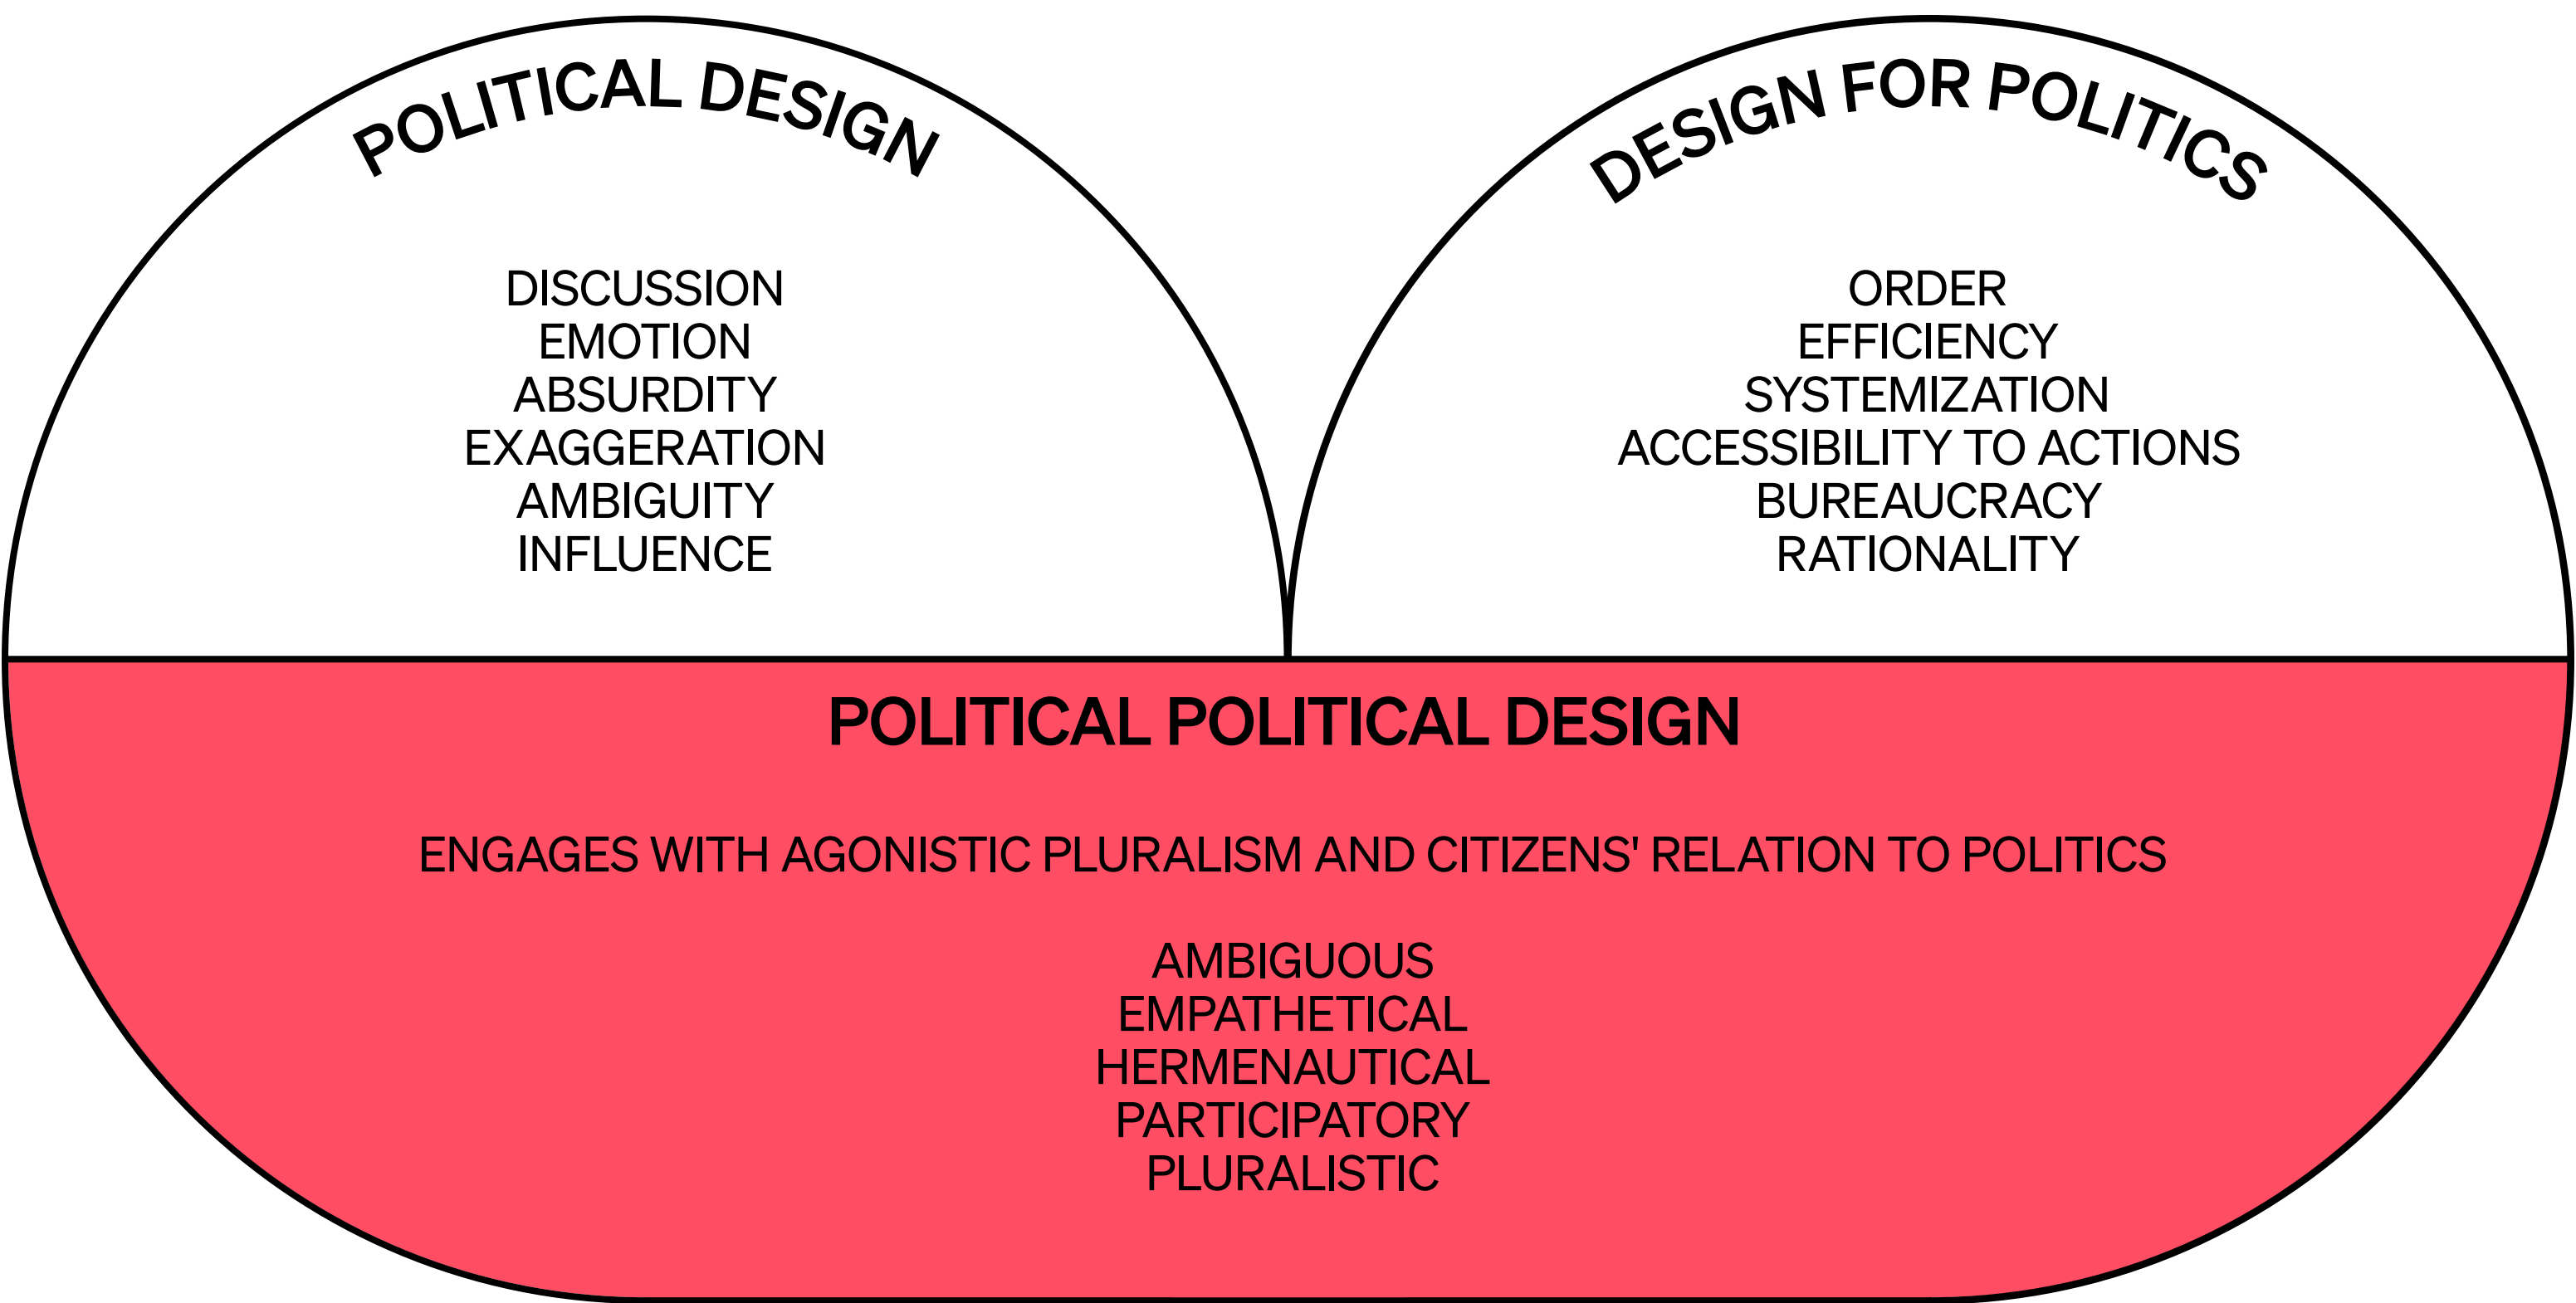 POLITICAL DESIGN
DISCUSSION
EMOTION
ABSURDITY
EXAGGERATION
AMBIGUITY
INFLUENCE
DESIGN FOR POLITICS
ORDER
EFFICIENCY
SYSTEMIZATION
ACCESSIBILITY TO ACTIONS
BUREAUCRACY
RATIONALITY
POLITICAL POLITICAL DESIGN
ENGAGES WITH AGONISTIC PLURALISM AND CITIZENS' RELATION TO POLITICS
AMBIGUOUS
EMPATHETICAL
HERMENAUTICAL
PARTICIPATORY
PLURALISTIC